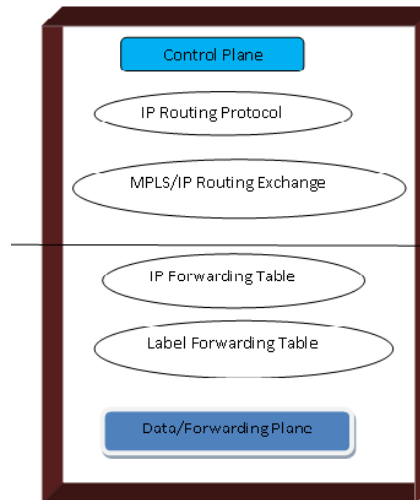 Control Plane
IP Routing Protocol
MPLS/IP Routing Exchange
IP Forwarding Table
Label Forwarding Table
Data/Forwarding Plane